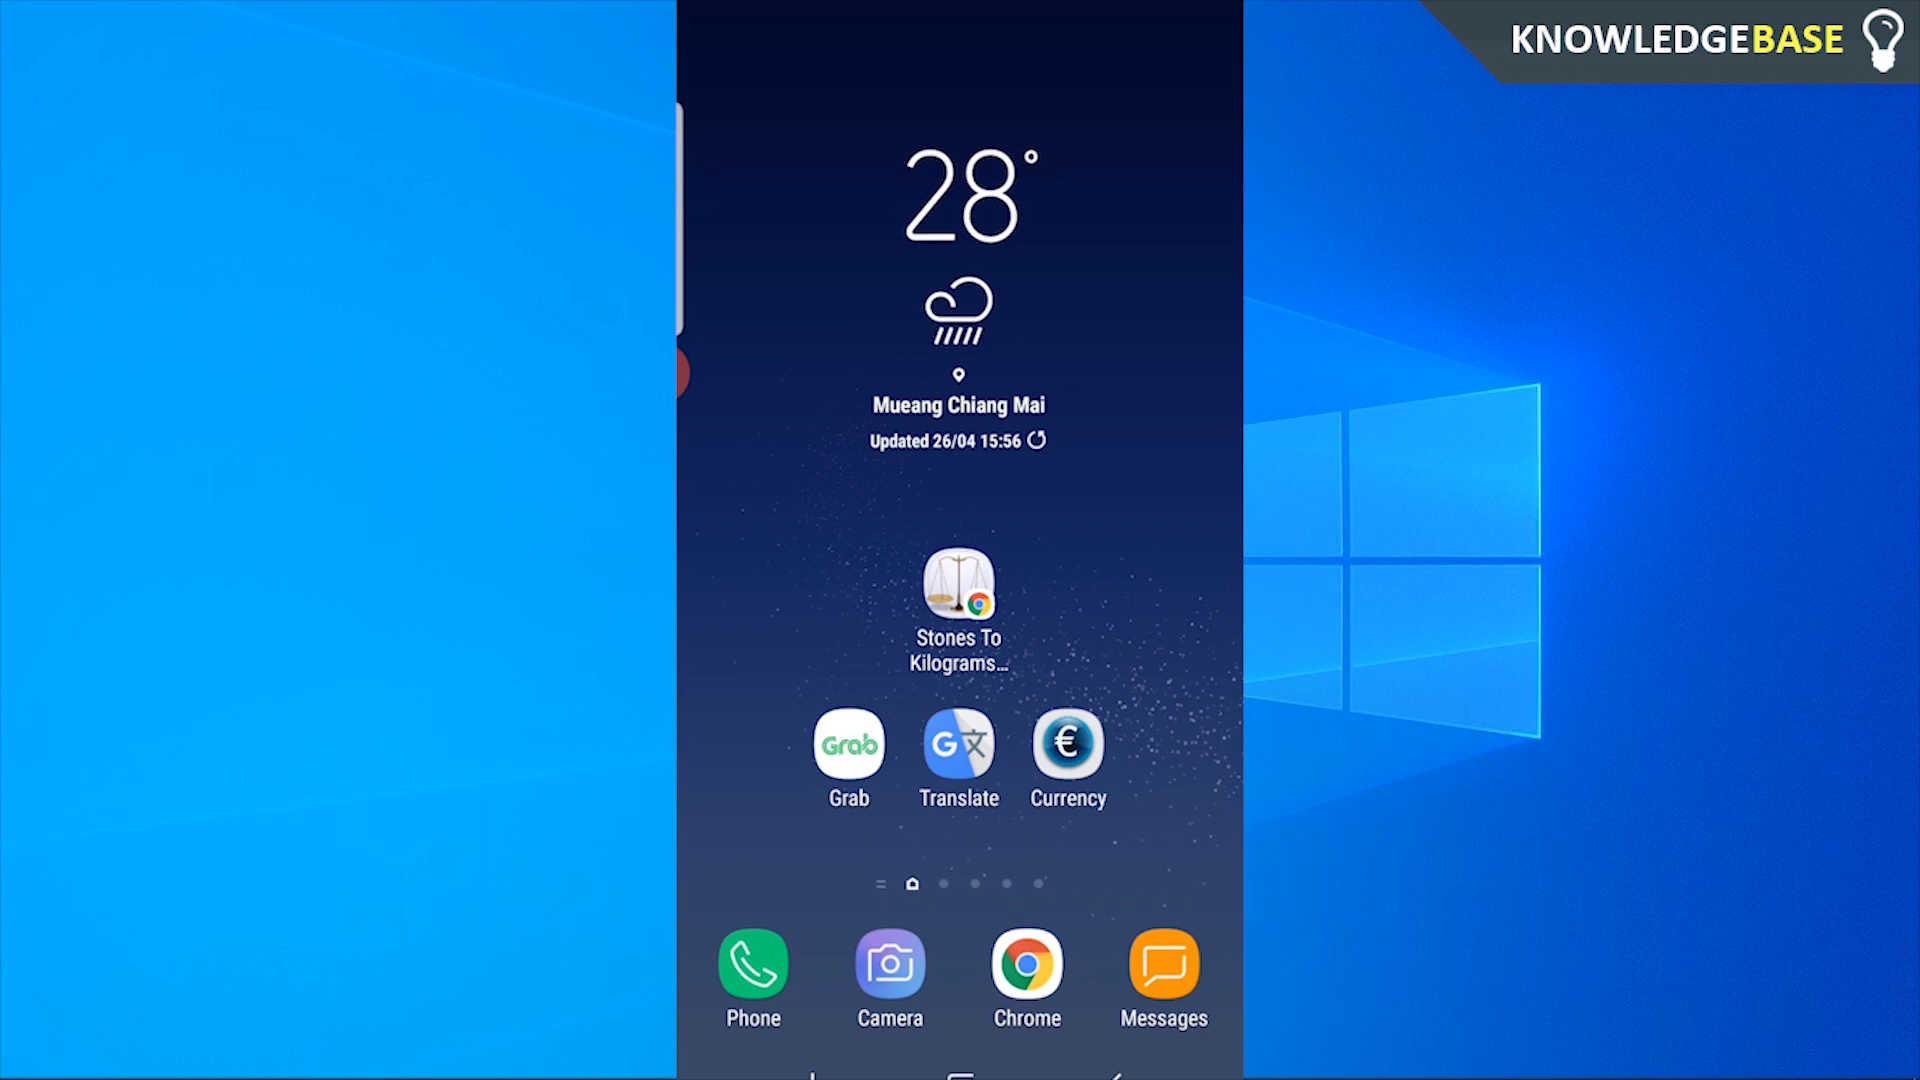 KNOWLEDGEBASE
28°
Mueang Chiang Mai
Updated 26/04 15:56
Stones To
Kilograms...
Grab
Grab Translate Currency
Phone Camera Chrome Messages